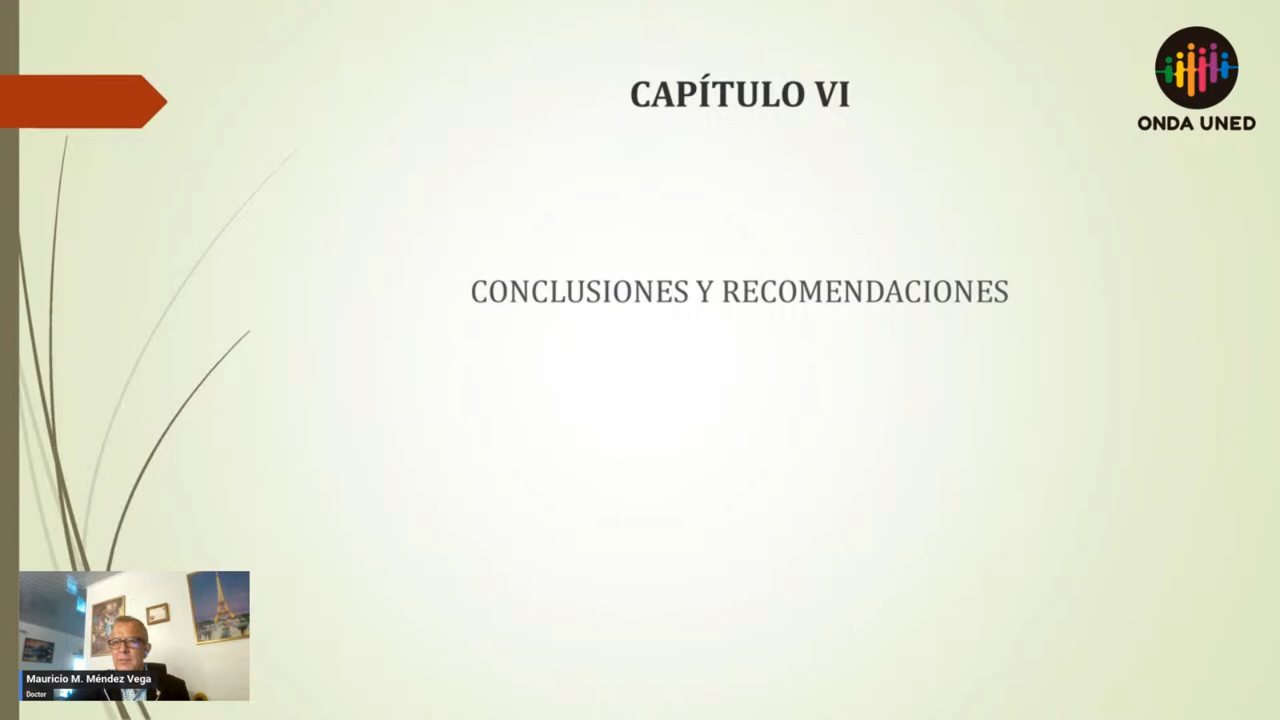 CAPÍTULO VI
ONDA UNED
CONCLUSIONES Y RECOMENDACIONES
Mauricio M. Méndez Vega
Doctor